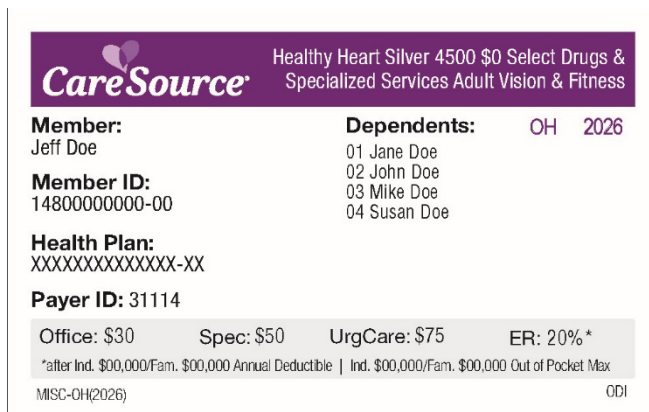 CareSource
Healthy Heart Silver 4500 $0 Select Drugs &
Specialized Services Adult Vision & Fitness
Member:
Jeff Doe
Member ID:
14800000000-00
Health Plan:
XXXXXXXXXXXXXX-XX
Payer ID: 31114
Dependents:
01 Jane Doe
02 John Doe
03 Mike Doe
04 Susan Doe
OH 2026
Office: $30 Spec: $50 UrgCare: $75 ER: 20%*
*after Ind. $00,000/Fam. $00,000 Annual Deductible | Ind. $00,000/Fam. $00,000 Out of Pocket Max
MISC-OH(2026) ODI